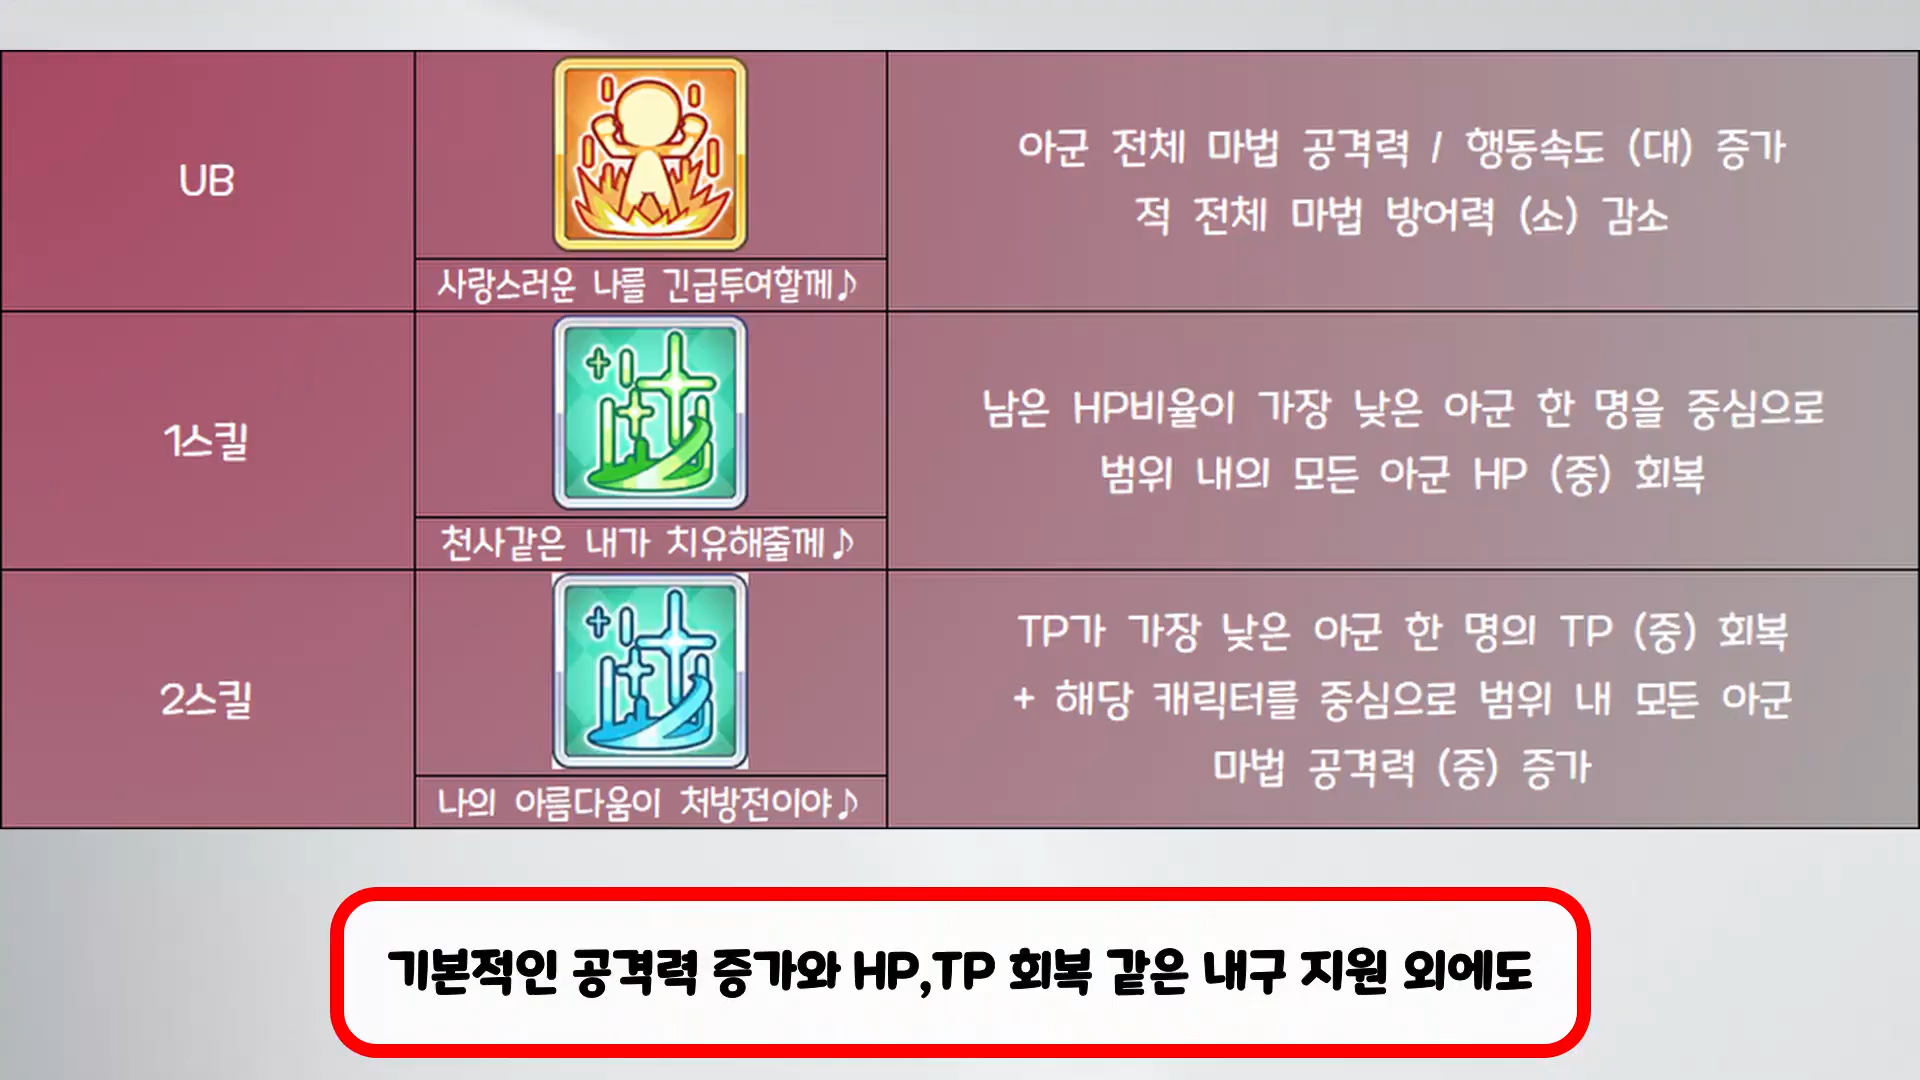 UB
아군 전체 마법 공격력 / 행동속도 (대) 증가
적 전체 마법 방어력 (소) 감소
사랑스러운 나를 긴급투여할께♪
1스킬
남은 HP비율이 가장 낮은 아군 한 명을 중심으로
범위 내의 모든 아군 HP (중) 회복
천사같은 내가 치유해줄께♪
2스킬
TP가 가장 낮은 아군 한 명의 TP (중) 회복
+ 해당 캐릭터를 중심으로 범위 내 모든 아군
마법 공격력 (중) 증가
나의 아름다움이 처방전이야♪
기본적인 공격력 증가와 HP,TP 회복 같은 내구 지원 외에도